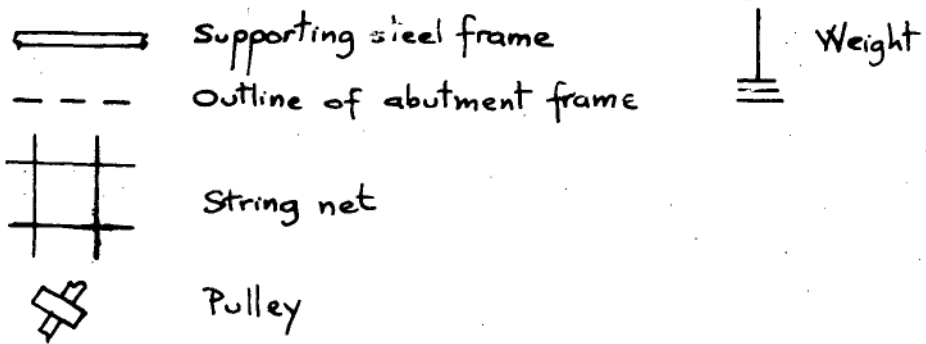 Supporting steel frame
Weight
Outline of abutment frame
String net
Pulley